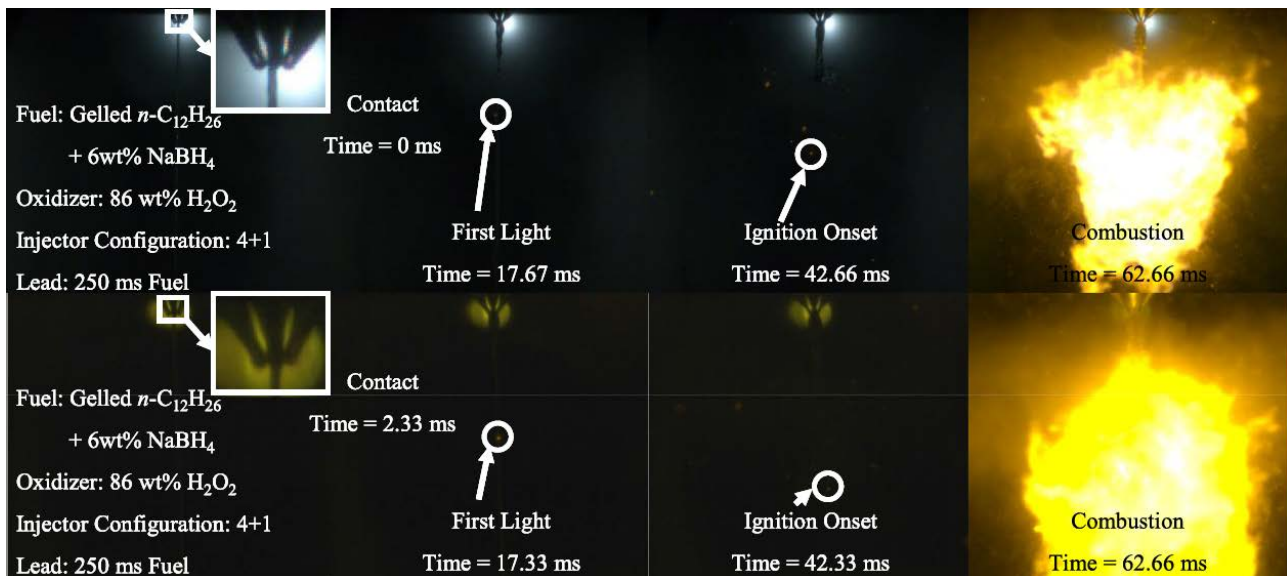 Fuel: Gelled n-C₁₂H₂₆
+ 6wt% NaBH₄
Oxidizer: 86 wt% H₂O₂
Injector Configuration: 4+1
Lead: 250 ms Fuel
Contact
Time = 0 ms
First Light
Time = 17.67 ms
Ignition Onset
Time = 42.66 ms
Combustion
Time = 62.66 ms
Fuel: Gelled n-C₁₂H₂₆
+ 6wt% NaBH₄
Oxidizer: 86 wt% H₂O₂
Injector Configuration: 4+1
Lead: 250 ms Fuel
Contact
Time = 2.33 ms
First Light
Time = 17.33 ms
Ignition Onset
Time = 42.33 ms
Combustion
Time = 62.66 ms